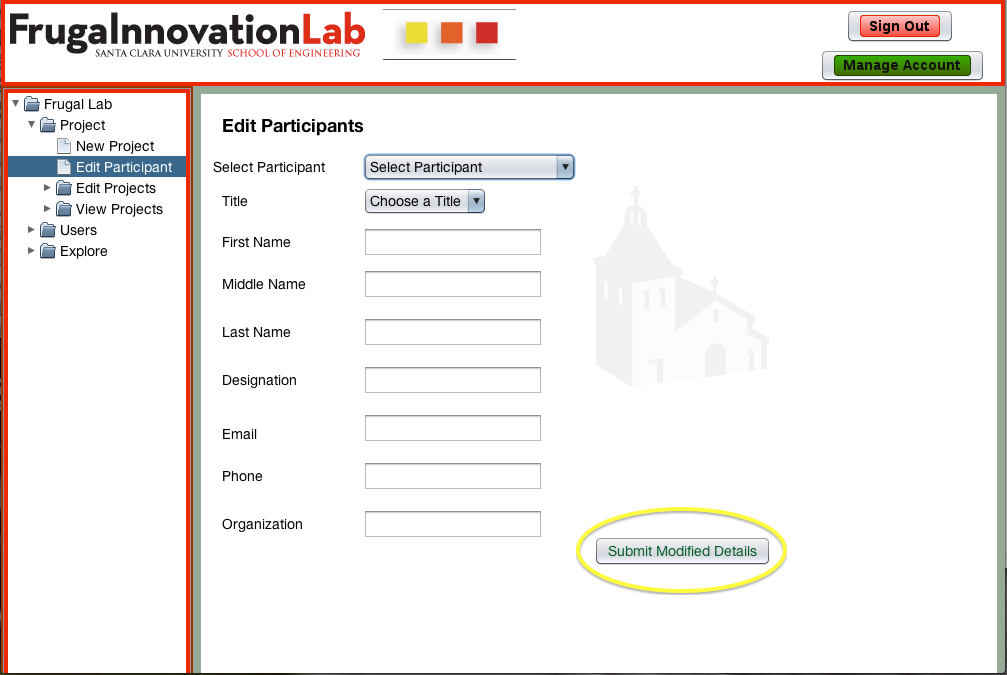 FrugalInnovationLab
SANTA CLARA UNIVERSITY SCHOOL OF ENGINEERING
Sign Out
Manage Account
Frugal Lab
Project
New Project
Edit Participant
Edit Projects
View Projects
Users
Explore
Edit Participants
Select Participant Select Participant
Title Choose a Title
First Name
Middle Name
Last Name
Designation
Email
Phone
Organization
Submit Modified Details